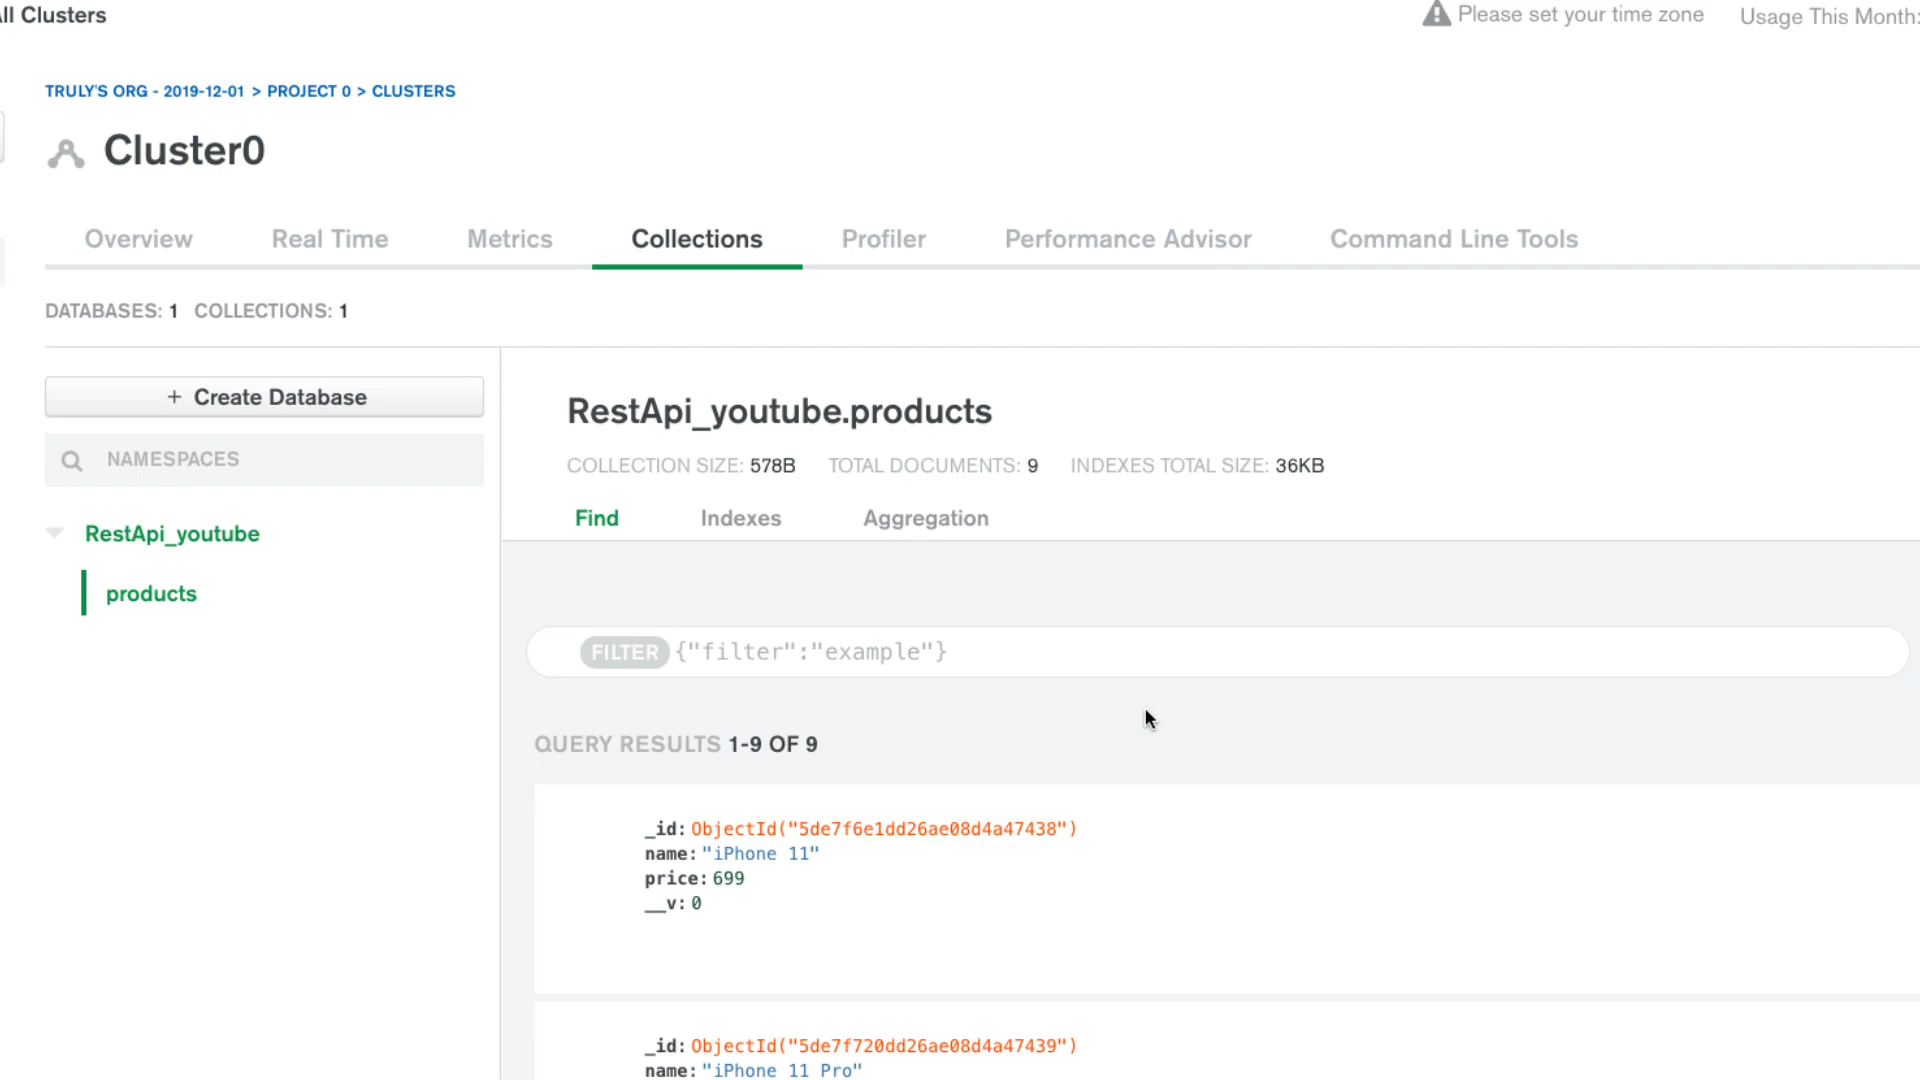 All Clusters
Please set your time zone
Usage This Month:
TRULY'S ORG - 2019-12-01 > PROJECT 0 > CLUSTERS
Cluster0
Overview Real Time Metrics Collections Profiler Performance Advisor Command Line Tools
DATABASES: 1 COLLECTIONS: 1
+ Create Database
NAMESPACES
RestApi_youtube
products
RestApi_youtube.products
COLLECTION SIZE: 578B TOTAL DOCUMENTS: 9 INDEXES TOTAL SIZE: 36KB
Find Indexes Aggregation
FILTER {"filter":"example"}
QUERY RESULTS 1-9 OF 9
_id: ObjectId("5de7f6e1dd26ae08d4a47438")
name: "iPhone 11"
price: 699
__v: 0
_id: ObjectId("5de7f720dd26ae08d4a47439")
name: "iPhone 11 Pro"